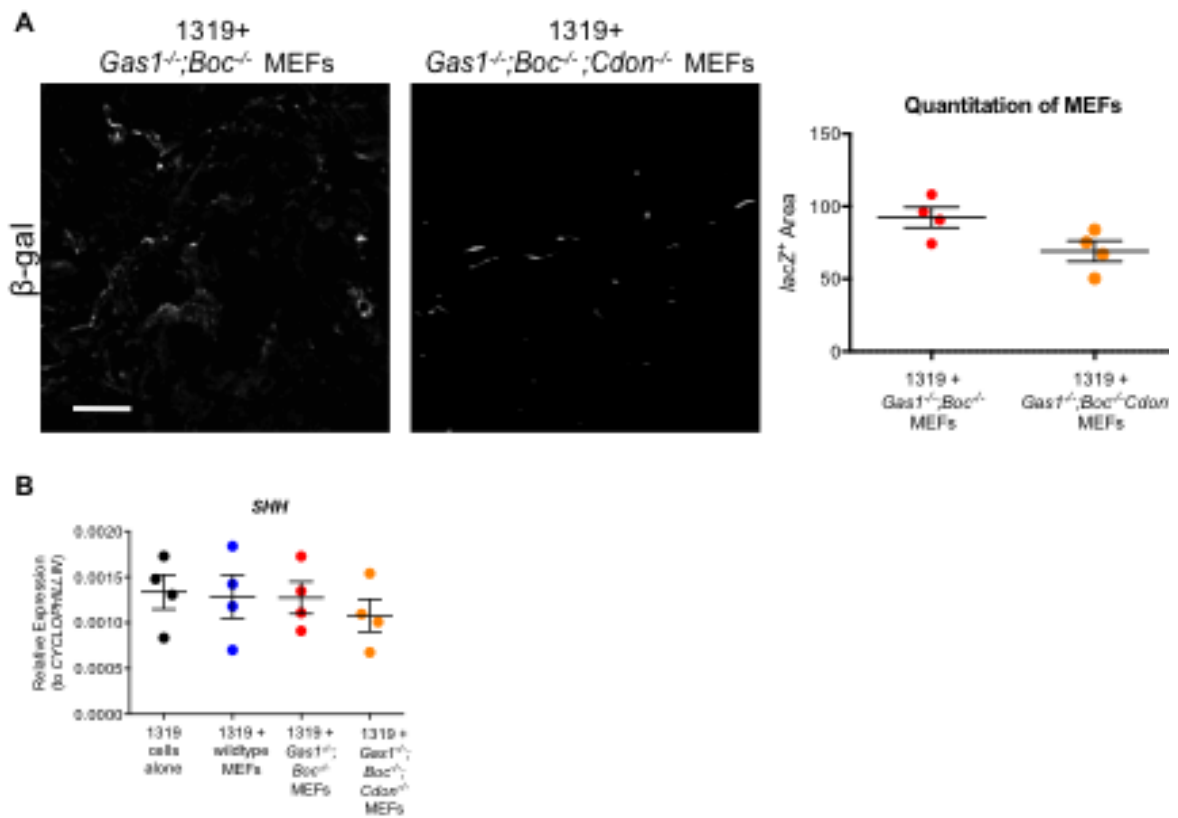 A
1319+
Gas1-/-;Boc-/- MEFs
1319+
Gas1-/-;Boc-/-;Cdon-/- MEFs
β-gal
Quantitation of MEFs
lacZ+ Area
150
100
50
0
1319 +
Gas1-/-;Boc-/-
MEFs
1319 +
Gas1-/-;Boc-/-Cdon
MEFs
B
SHH
Relative Expression
(to CYCLOPHILLIN)
0.0020
0.0015
0.0010
0.0005
0.0000
1319
cells
alone
1319 +
wildtype
MEFs
1319 +
Gas1-/-;
Boc-/-
MEFs
1319 +
Gas1-/-;
Boc-/-;
Cdon-/-
MEFs